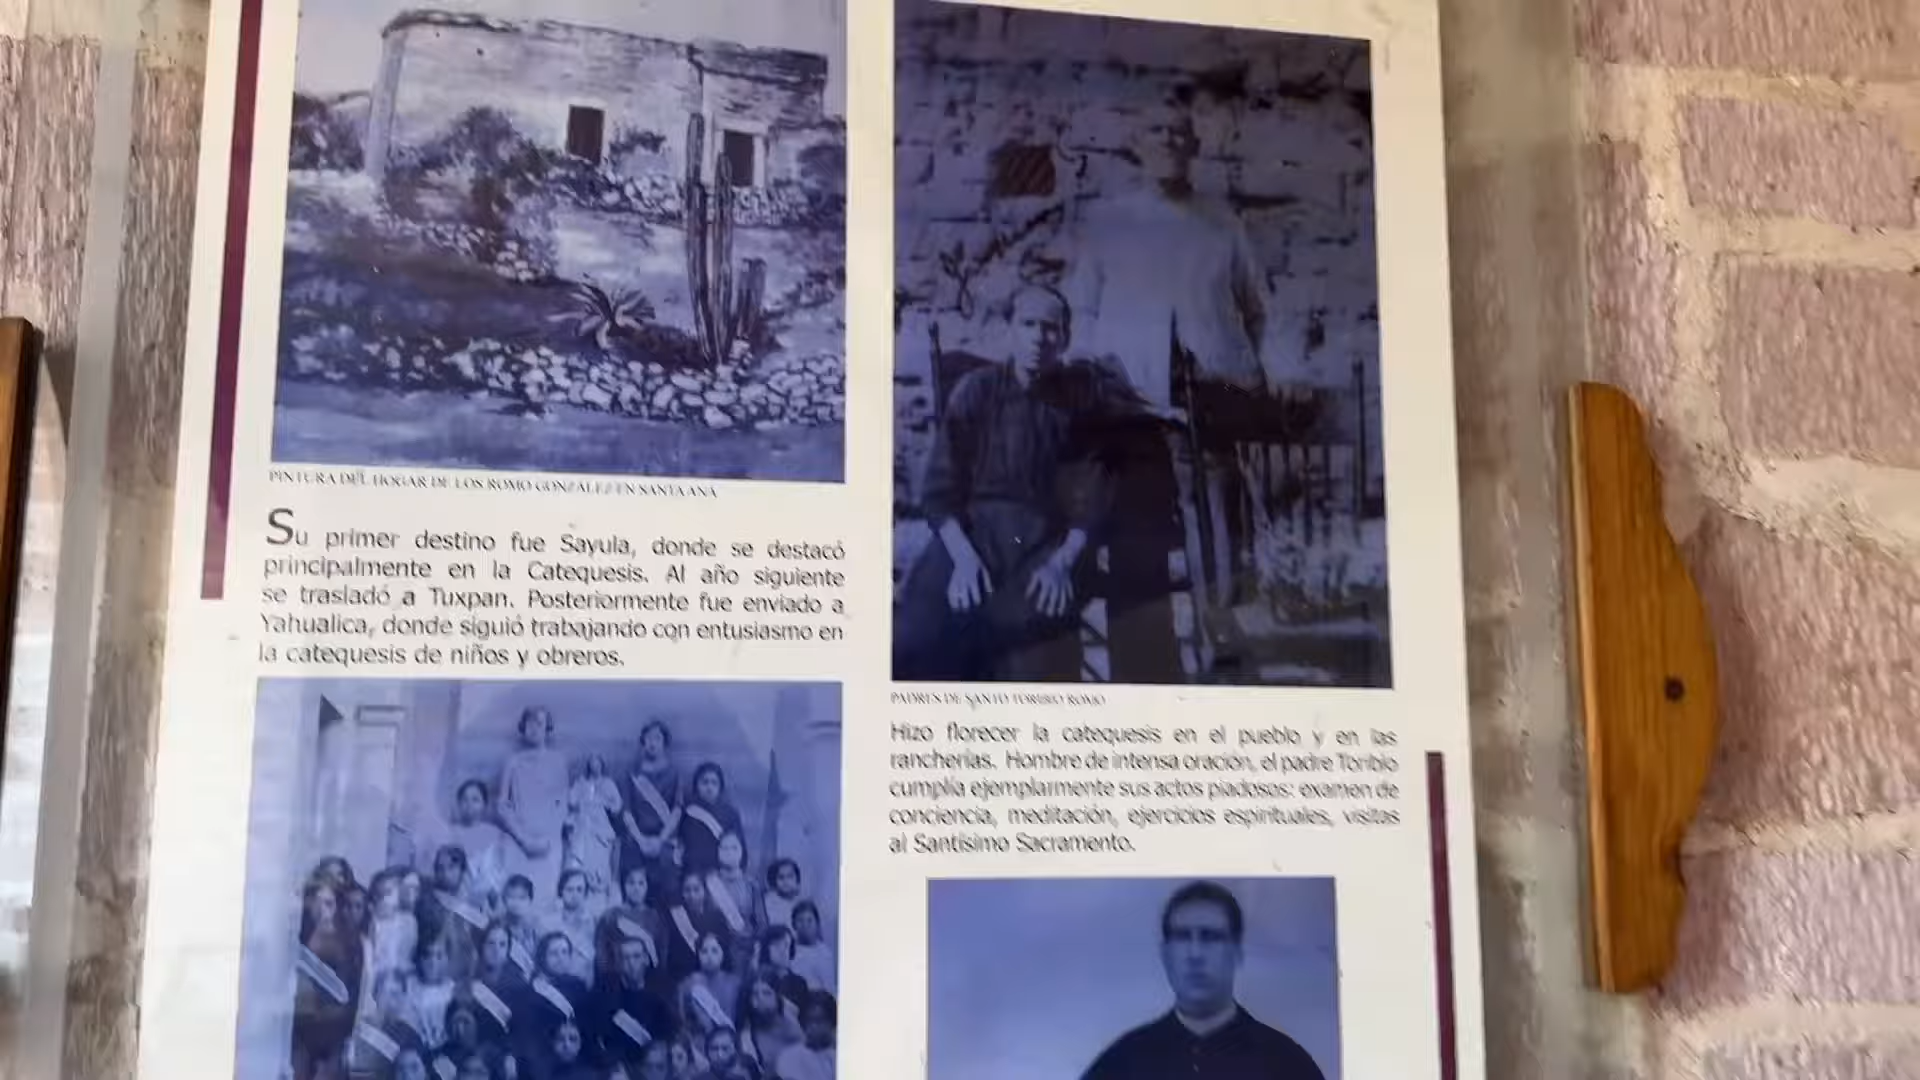 PINTURA DEL HOGAR DE LOS ROMO GONZÁLEZ EN SANTA ANA
Su primer destino fue Sayula, donde se destacó
principalmente en la Catequesis. Al año siguiente
se trasladó a Tuxpan. Posteriormente fue enviado a
Yahualica, donde siguió trabajando con entusiasmo en
la catequesis de niños y obreros.
PADRES DE SANTO TORIBIO ROMO
Hizo florecer la catequesis en el pueblo y en las
rancherías. Hombre de intensa oración, el padre Toribio
cumplía ejemplarmente sus actos piadosos: examen de
conciencia, meditación, ejercicios espirituales, visitas
al Santísimo Sacramento.